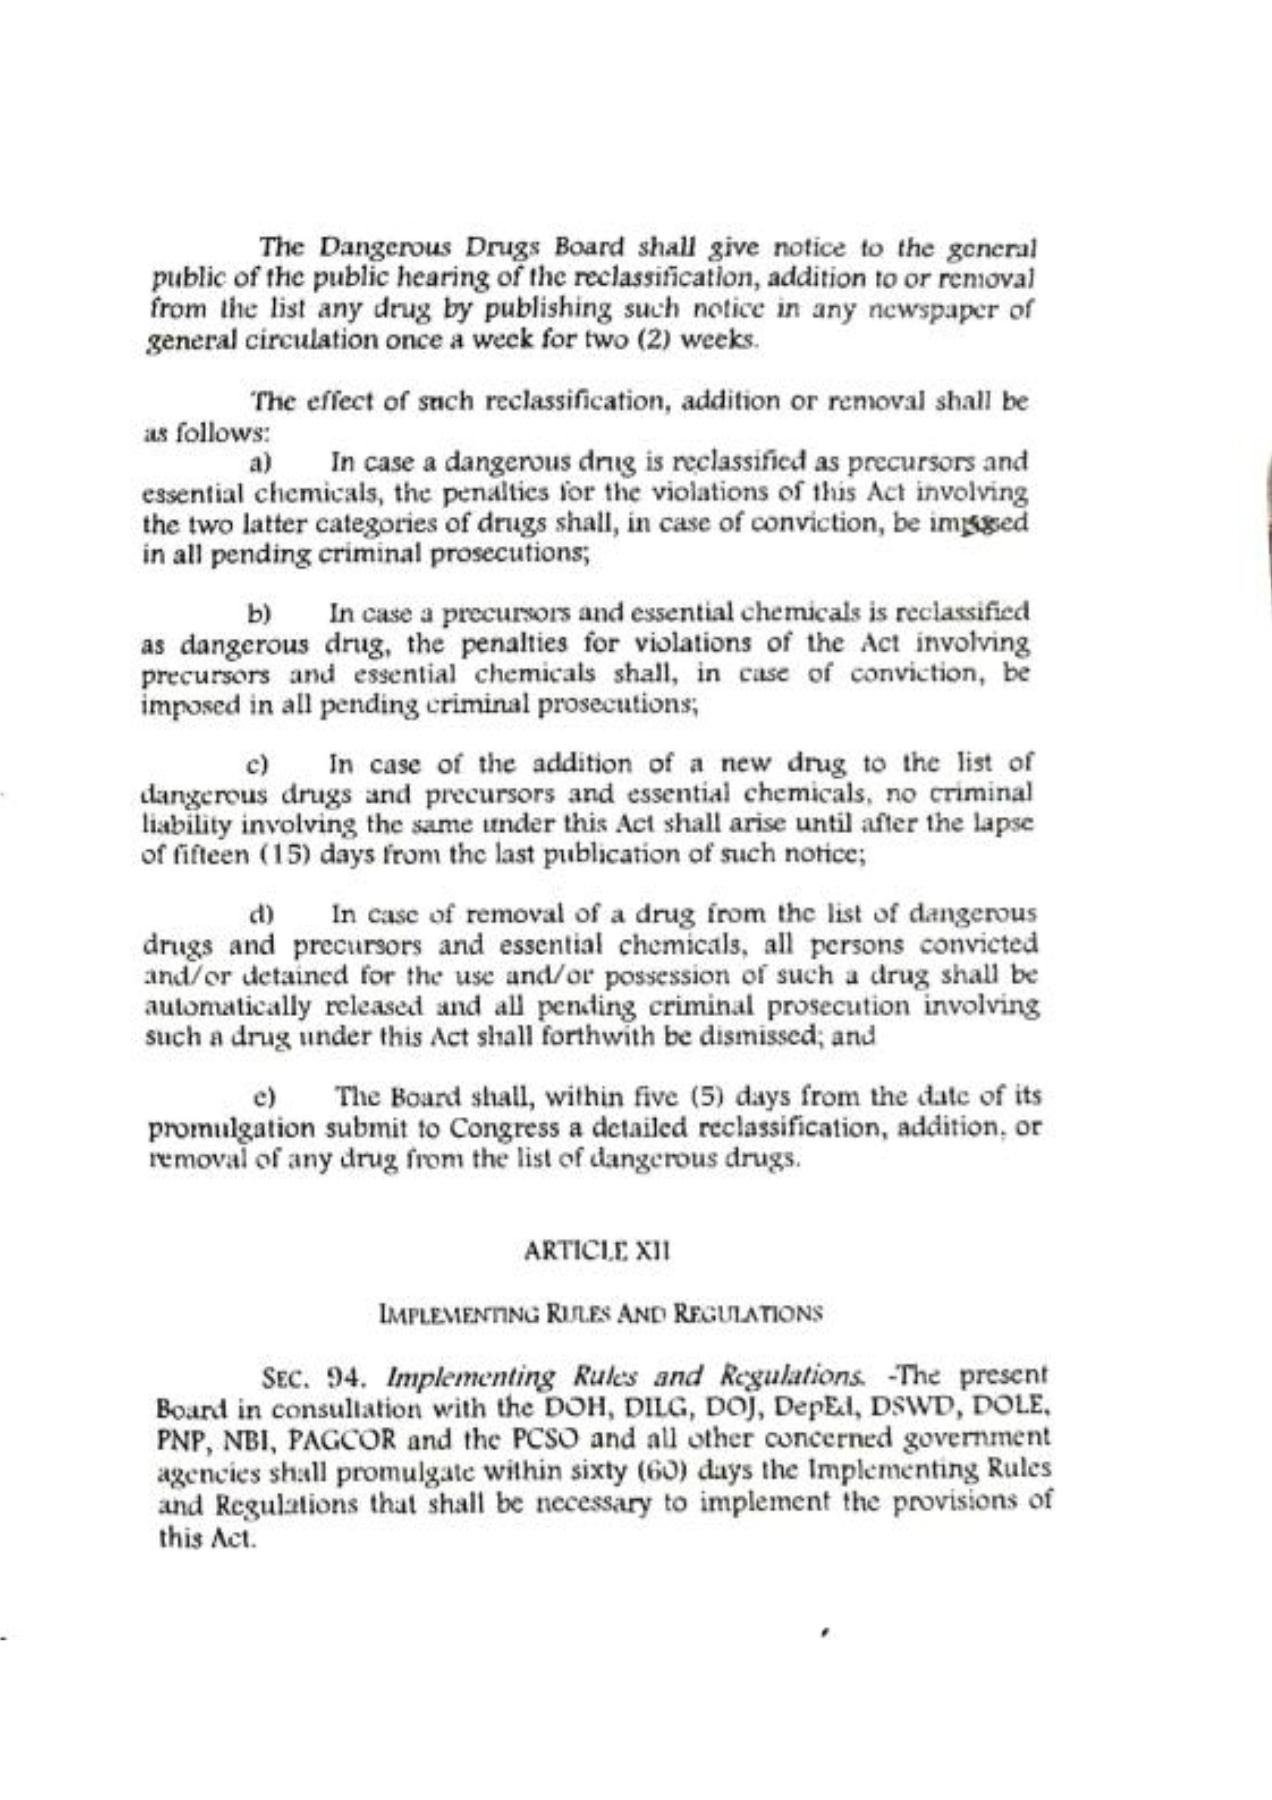 The Dangerous Drugs Board shall give notice to the general
public of the public hearing of the reclassification, addition to or removal
from the list any drug by publishing such notice in any newspaper of
general circulation once a week for two (2) weeks.
The effect of such reclassification, addition or removal shall be
as follows:
a) In case a dangerous drug is reclassified as precursors and
essential chemicals, the penalties for the violations of this Act involving
the two latter categories of drugs shall, in case of conviction, be imposed
in all pending criminal prosecutions;
b) In case a precursors and essential chemicals is reclassified
as dangerous drug, the penalties for violations of the Act involving
precursors and essential chemicals shall, in case of conviction, be
imposed in all pending criminal prosecutions;
c) In case of the addition of a new drug to the list of
dangerous drugs and precursors and essential chemicals, no criminal
liability involving the same under this Act shall arise until after the lapse
of fifteen (15) days from the last publication of such notice;
d) In case of removal of a drug from the list of dangerous
drugs and precursors and essential chemicals, all persons convicted
and/or detained for the use and/or possession of such a drug shall be
automatically released and all pending criminal prosecution involving
such a drug under this Act shall forthwith be dismissed; and
e) The Board shall, within five (5) days from the date of its
promulgation submit to Congress a detailed reclassification, addition, or
removal of any drug from the list of dangerous drugs.
ARTICLE XII
IMPLEMENTING RULES AND REGULATIONS
SEC. 94. Implementing Rules and Regulations. -The present
Board in consultation with the DOH, DILG, DOJ, DepEd, DSWD, DOLE,
PNP, NBI, PAGCOR and the PCSO and all other concerned government
agencies shall promulgate within sixty (60) days the Implementing Rules
and Regulations that shall be necessary to implement the provisions of
this Act.